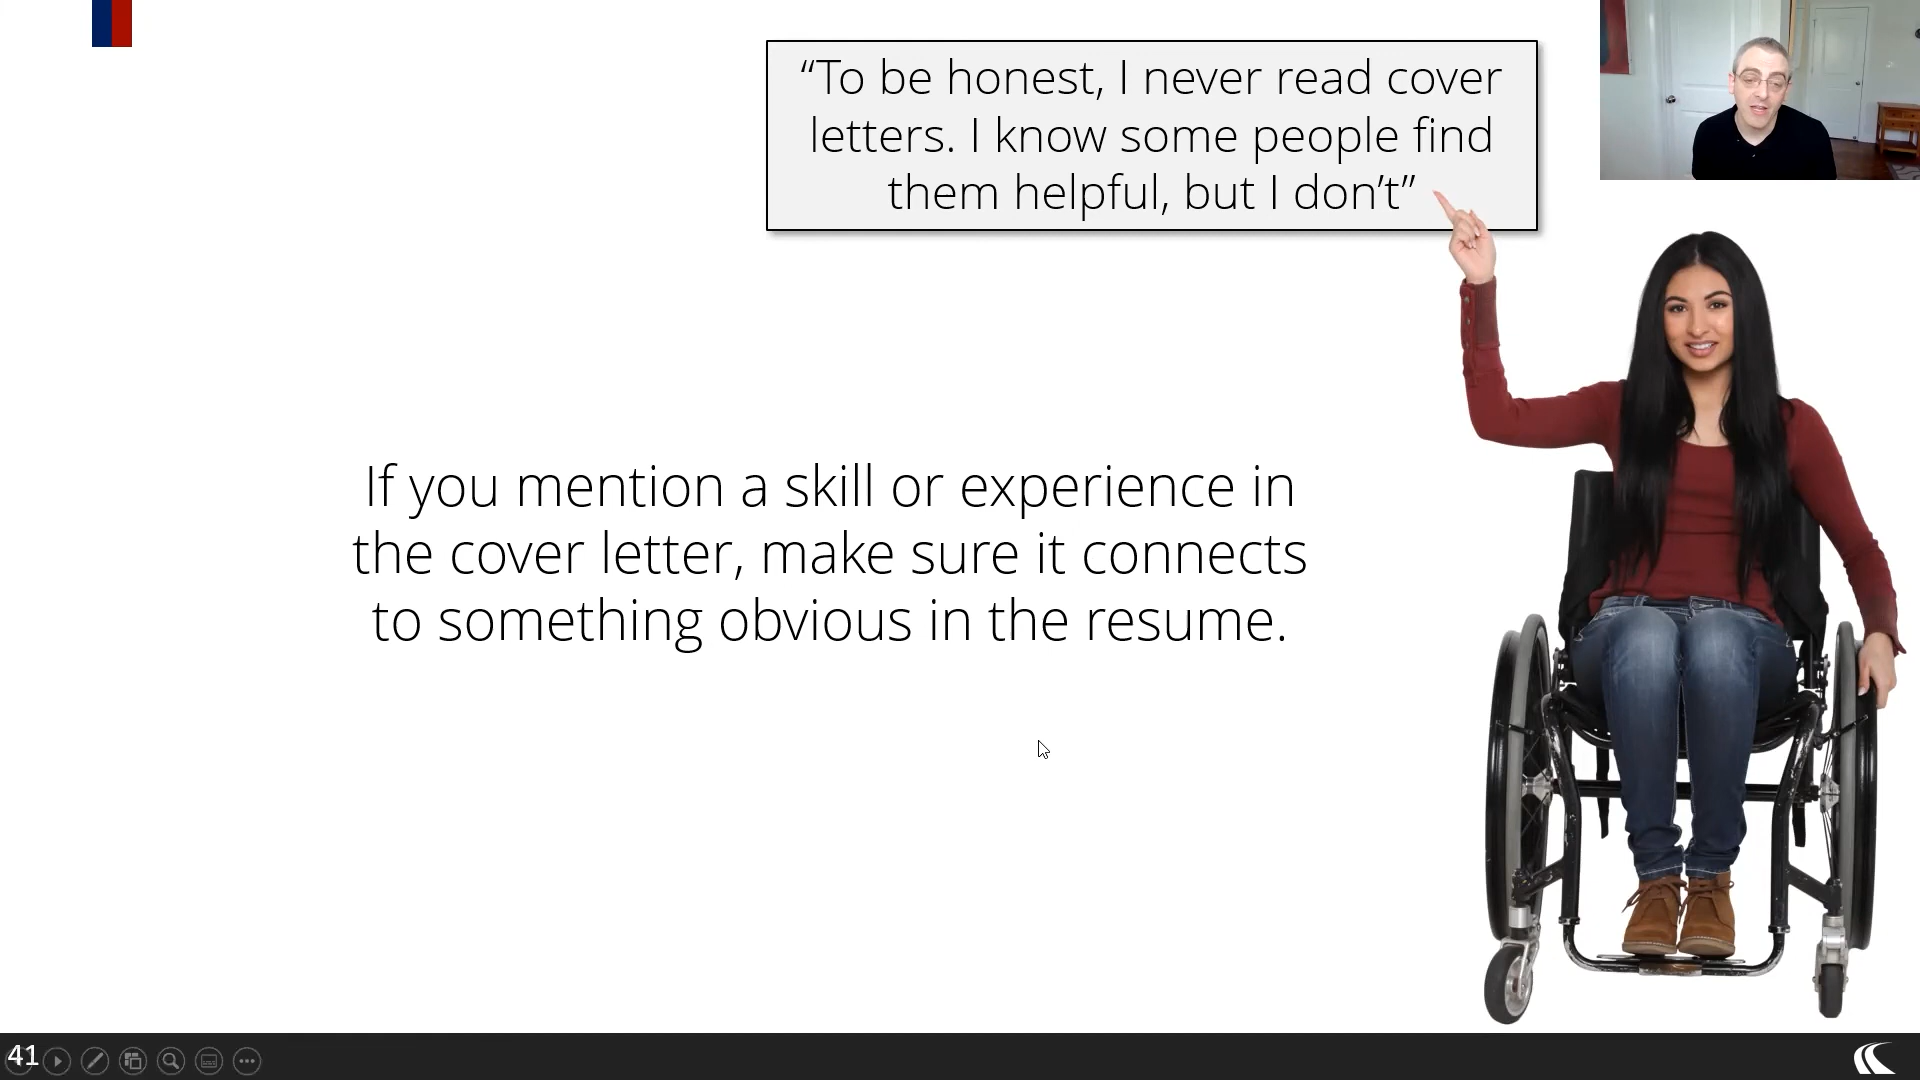 “To be honest, I never read cover
letters. I know some people find
them helpful, but I don’t”
If you mention a skill or experience in
the cover letter, make sure it connects
to something obvious in the resume.
41